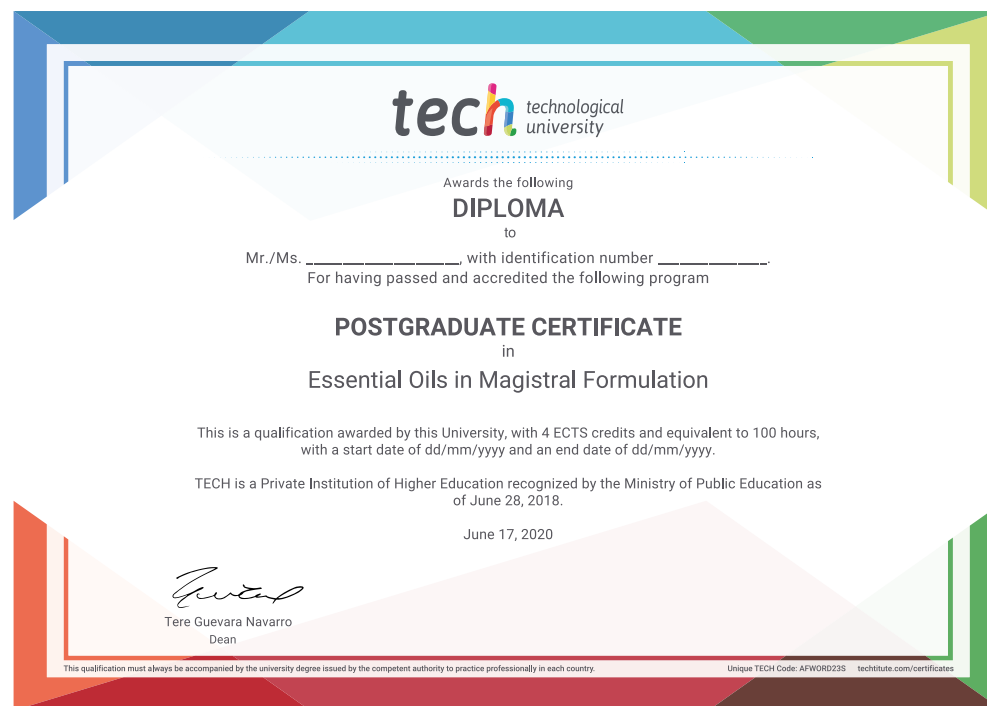 tech technological
university
Awards the following
DIPLOMA
to
Mr./Ms. ____________________, with identification number ______________.
For having passed and accredited the following program
POSTGRADUATE CERTIFICATE
in
Essential Oils in Magistral Formulation
This is a qualification awarded by this University, with 4 ECTS credits and equivalent to 100 hours,
with a start date of dd/mm/yyyy and an end date of dd/mm/yyyy.
TECH is a Private Institution of Higher Education recognized by the Ministry of Public Education as
of June 28, 2018.
June 17, 2020
Tere Guevara Navarro
Dean
This qualification must always be accompanied by the university degree issued by the competent authority to practice professionally in each country.
Unique TECH Code: AFWORD23S techtitute.com/certificates